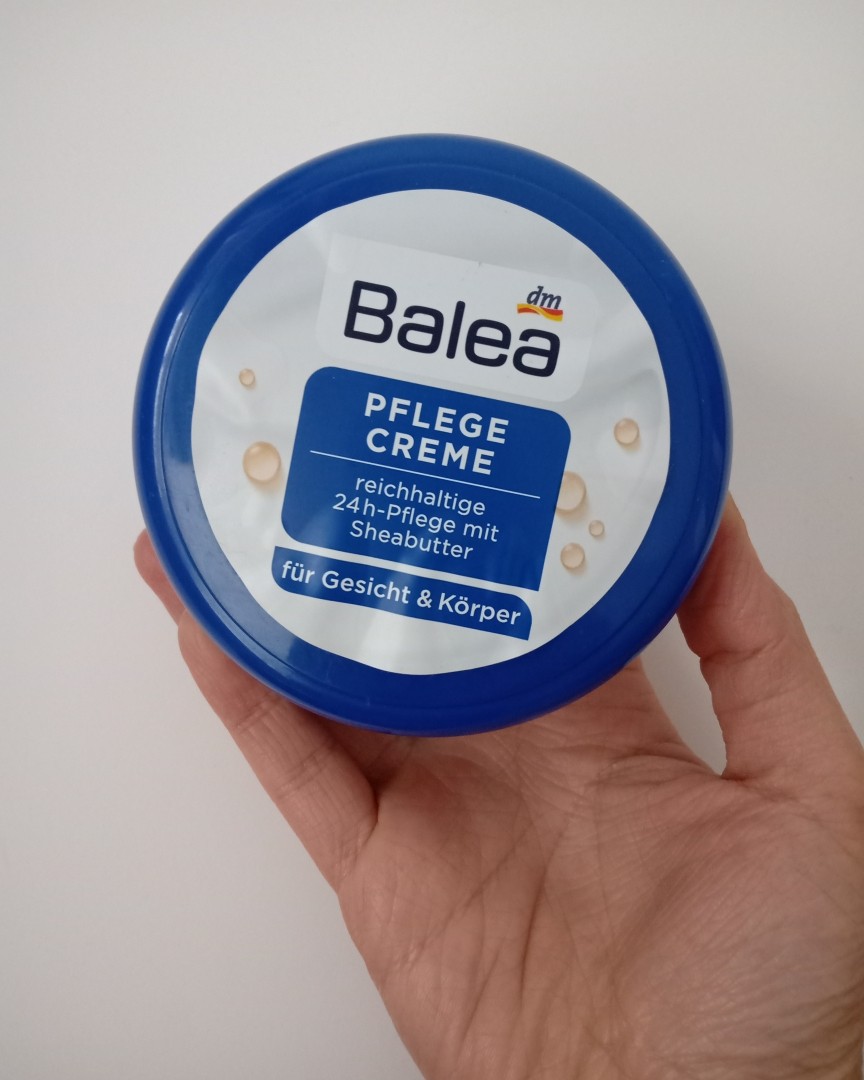 dm
Balea
PFLEGE
CREME
reichhaltige
24h-Pflege mit
Sheabutter
für Gesicht & Körper